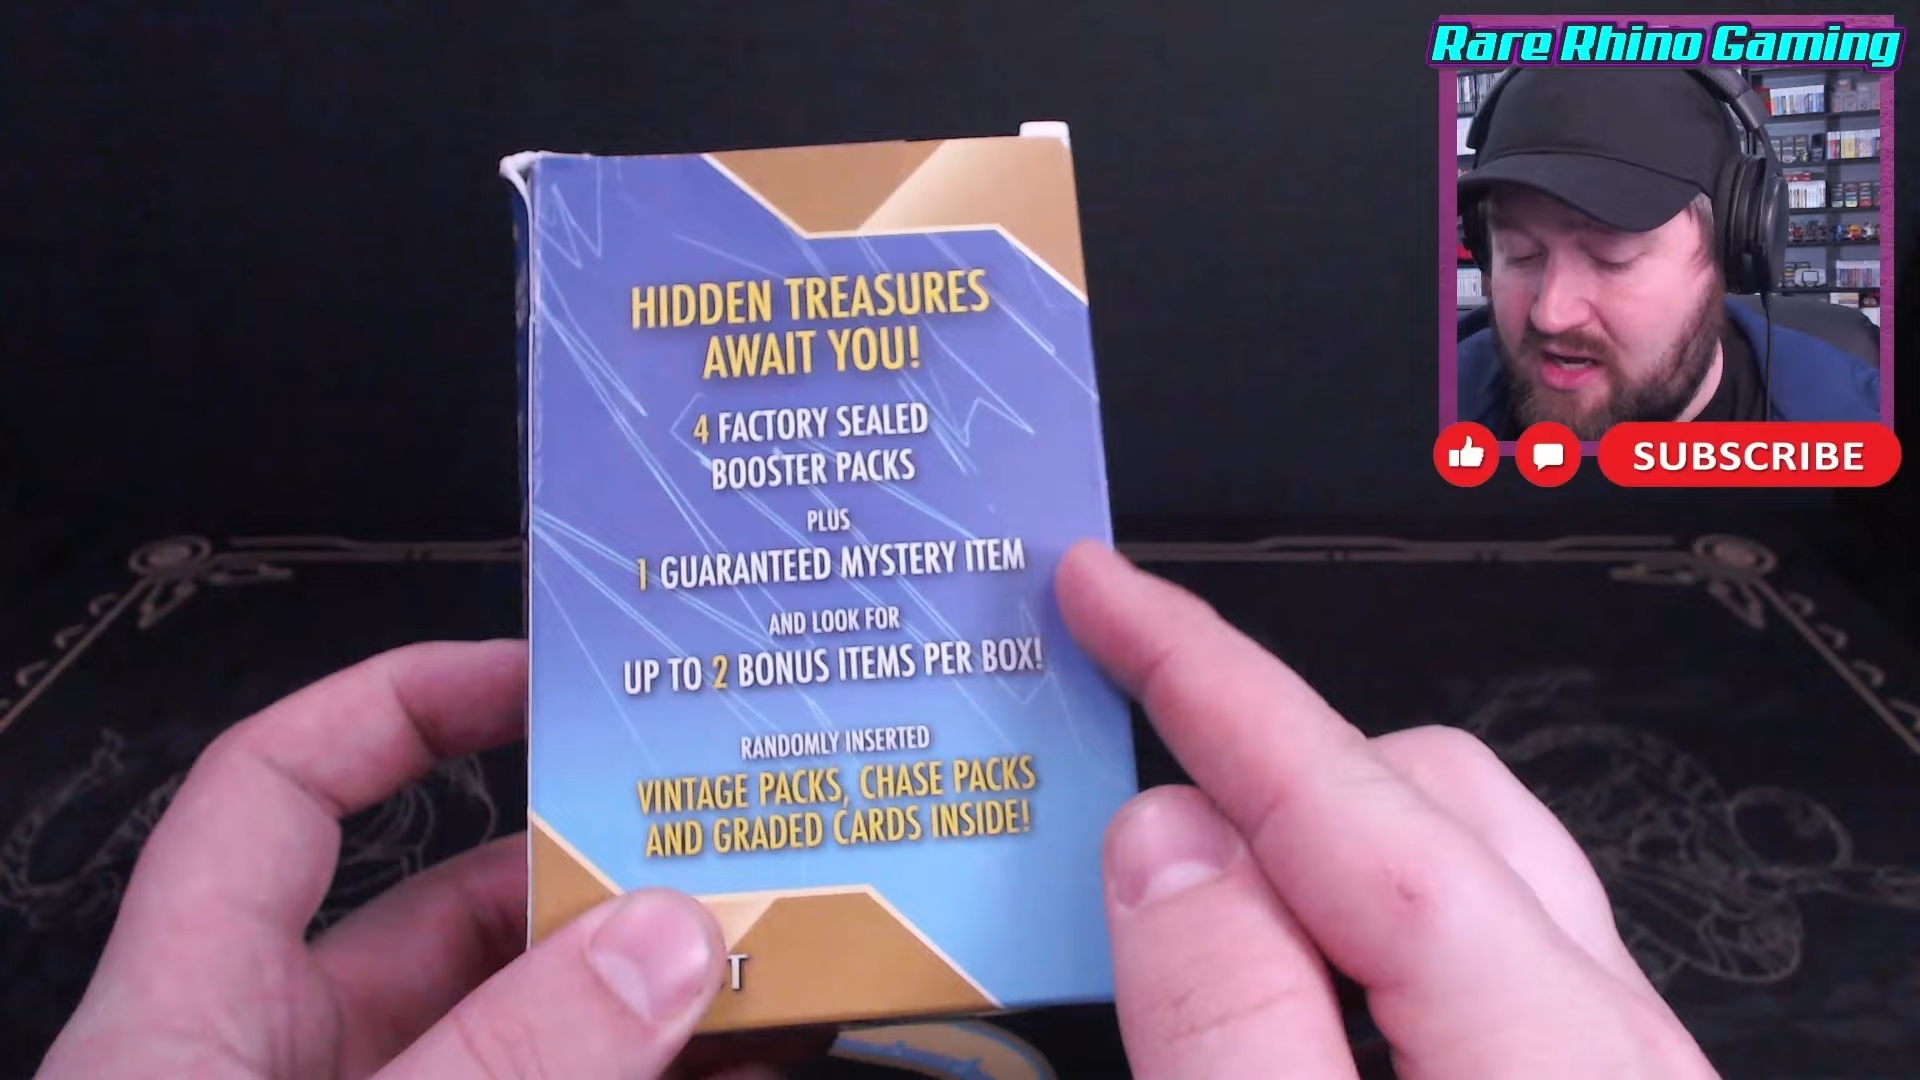 Rare Rhino Gaming
SUBSCRIBE
HIDDEN TREASURES
AWAIT YOU!
4 FACTORY SEALED
BOOSTER PACKS
PLUS
1 GUARANTEED MYSTERY ITEM
AND LOOK FOR
UP TO 2 BONUS ITEMS PER BOX!
RANDOMLY INSERTED
VINTAGE PACKS, CHASE PACKS
AND GRADED CARDS INSIDE!